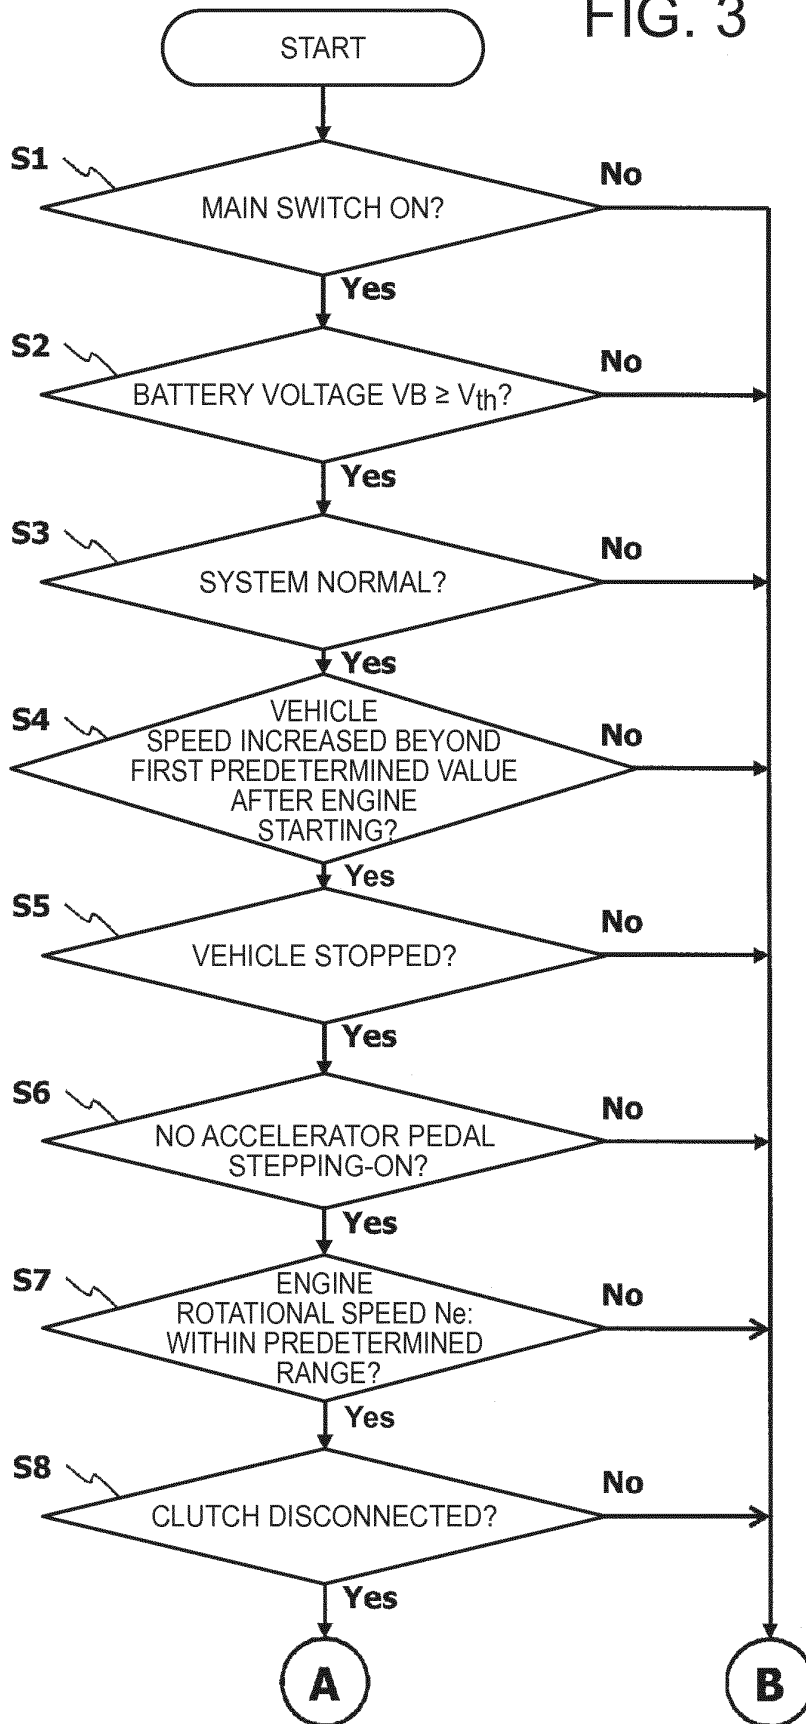 FIG. 3
START
S1
MAIN SWITCH ON?
No
Yes
S2
BATTERY VOLTAGE VB ≥ Vth?
No
Yes
S3
SYSTEM NORMAL?
No
Yes
S4
VEHICLE
SPEED INCREASED BEYOND
FIRST PREDETERMINED VALUE
AFTER ENGINE
STARTING?
No
Yes
S5
VEHICLE STOPPED?
No
Yes
S6
NO ACCELERATOR PEDAL
STEPPING-ON?
No
Yes
S7
ENGINE
ROTATIONAL SPEED Ne:
WITHIN PREDETERMINED
RANGE?
No
Yes
S8
CLUTCH DISCONNECTED?
No
Yes
A
B